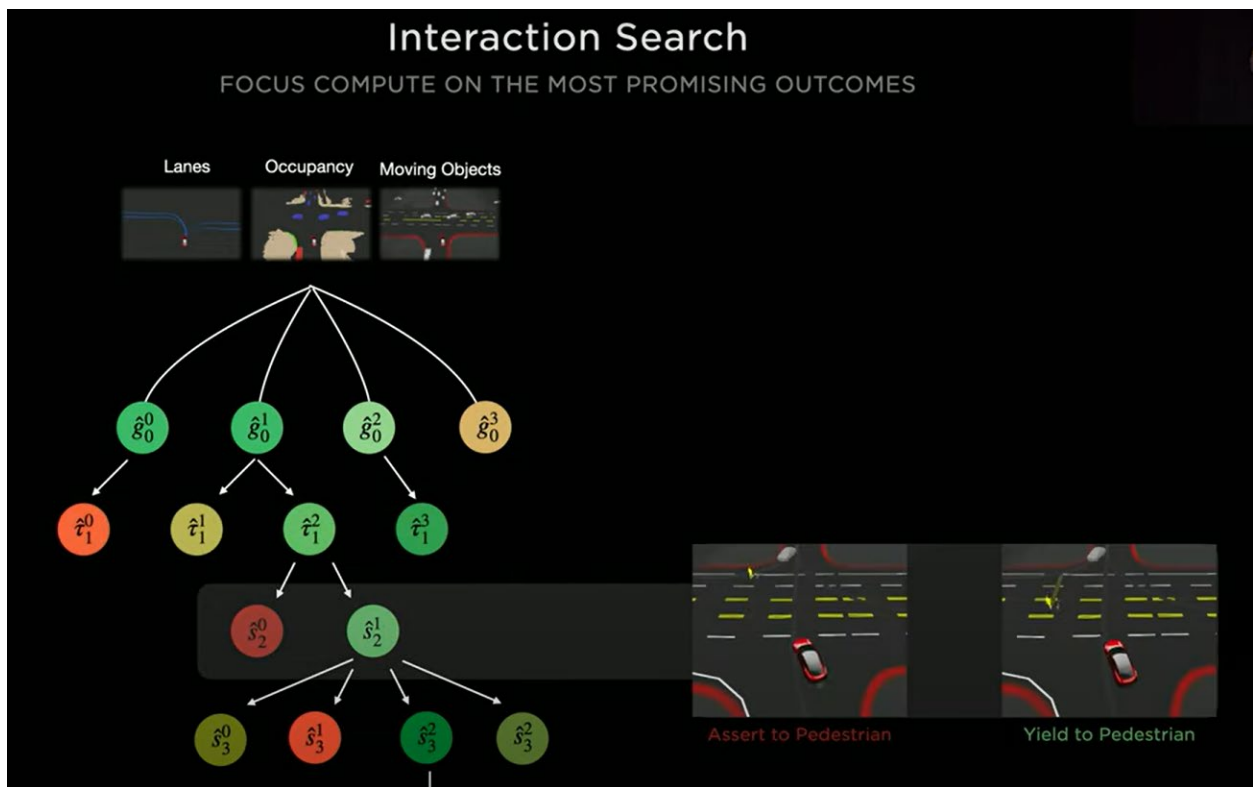 Interaction Search
FOCUS COMPUTE ON THE MOST PROMISING OUTCOMES
Lanes Occupancy Moving Objects
ĝ₀⁰ ĝ₀¹ ĝ₀² ĝ₀³
τ̂₁⁰ τ̂₁¹ τ̂₁² τ̂₁³
ŝ₂⁰ ŝ₂¹
ŝ₃⁰ ŝ₃¹ ŝ₃² ŝ₃²
Assert to Pedestrian Yield to Pedestrian